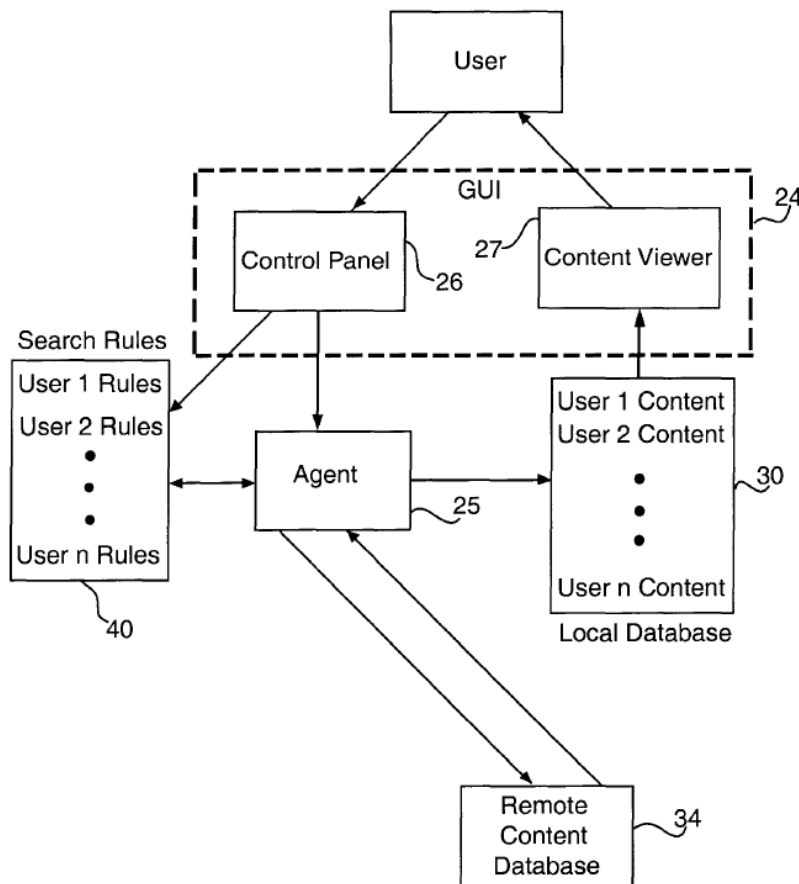 User
GUI
24
Control Panel
26
27
Content Viewer
Search Rules
User 1 Rules
User 2 Rules
User n Rules
40
Agent
25
User 1 Content
User 2 Content
User n Content
30
Local Database
Remote
Content
Database
34